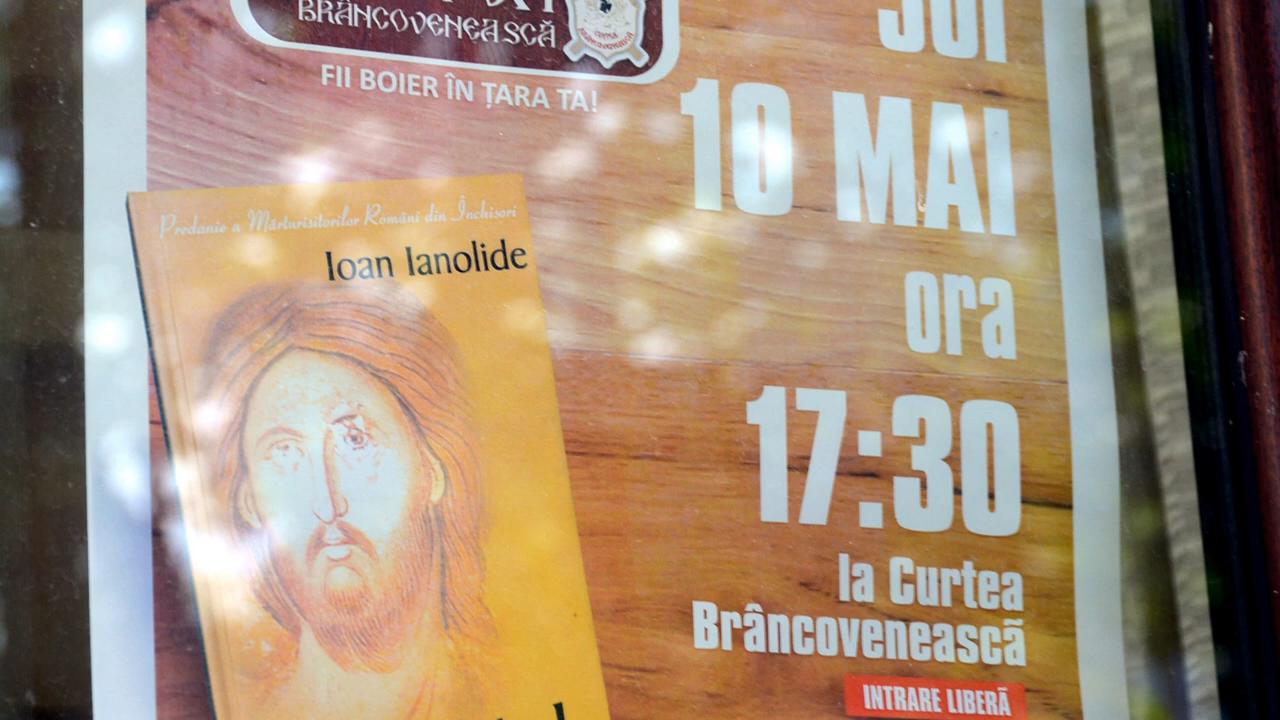 BRÂNCOVENEASCĂ
FII BOIER ÎN ȚARA TA!
JOI
10 MAI
ora
17:30
la Curtea
Brâncovenească
INTRARE LIBERĂ
Predanie a Mărturisitorilor Români din Închisori
Ioan Ianolide